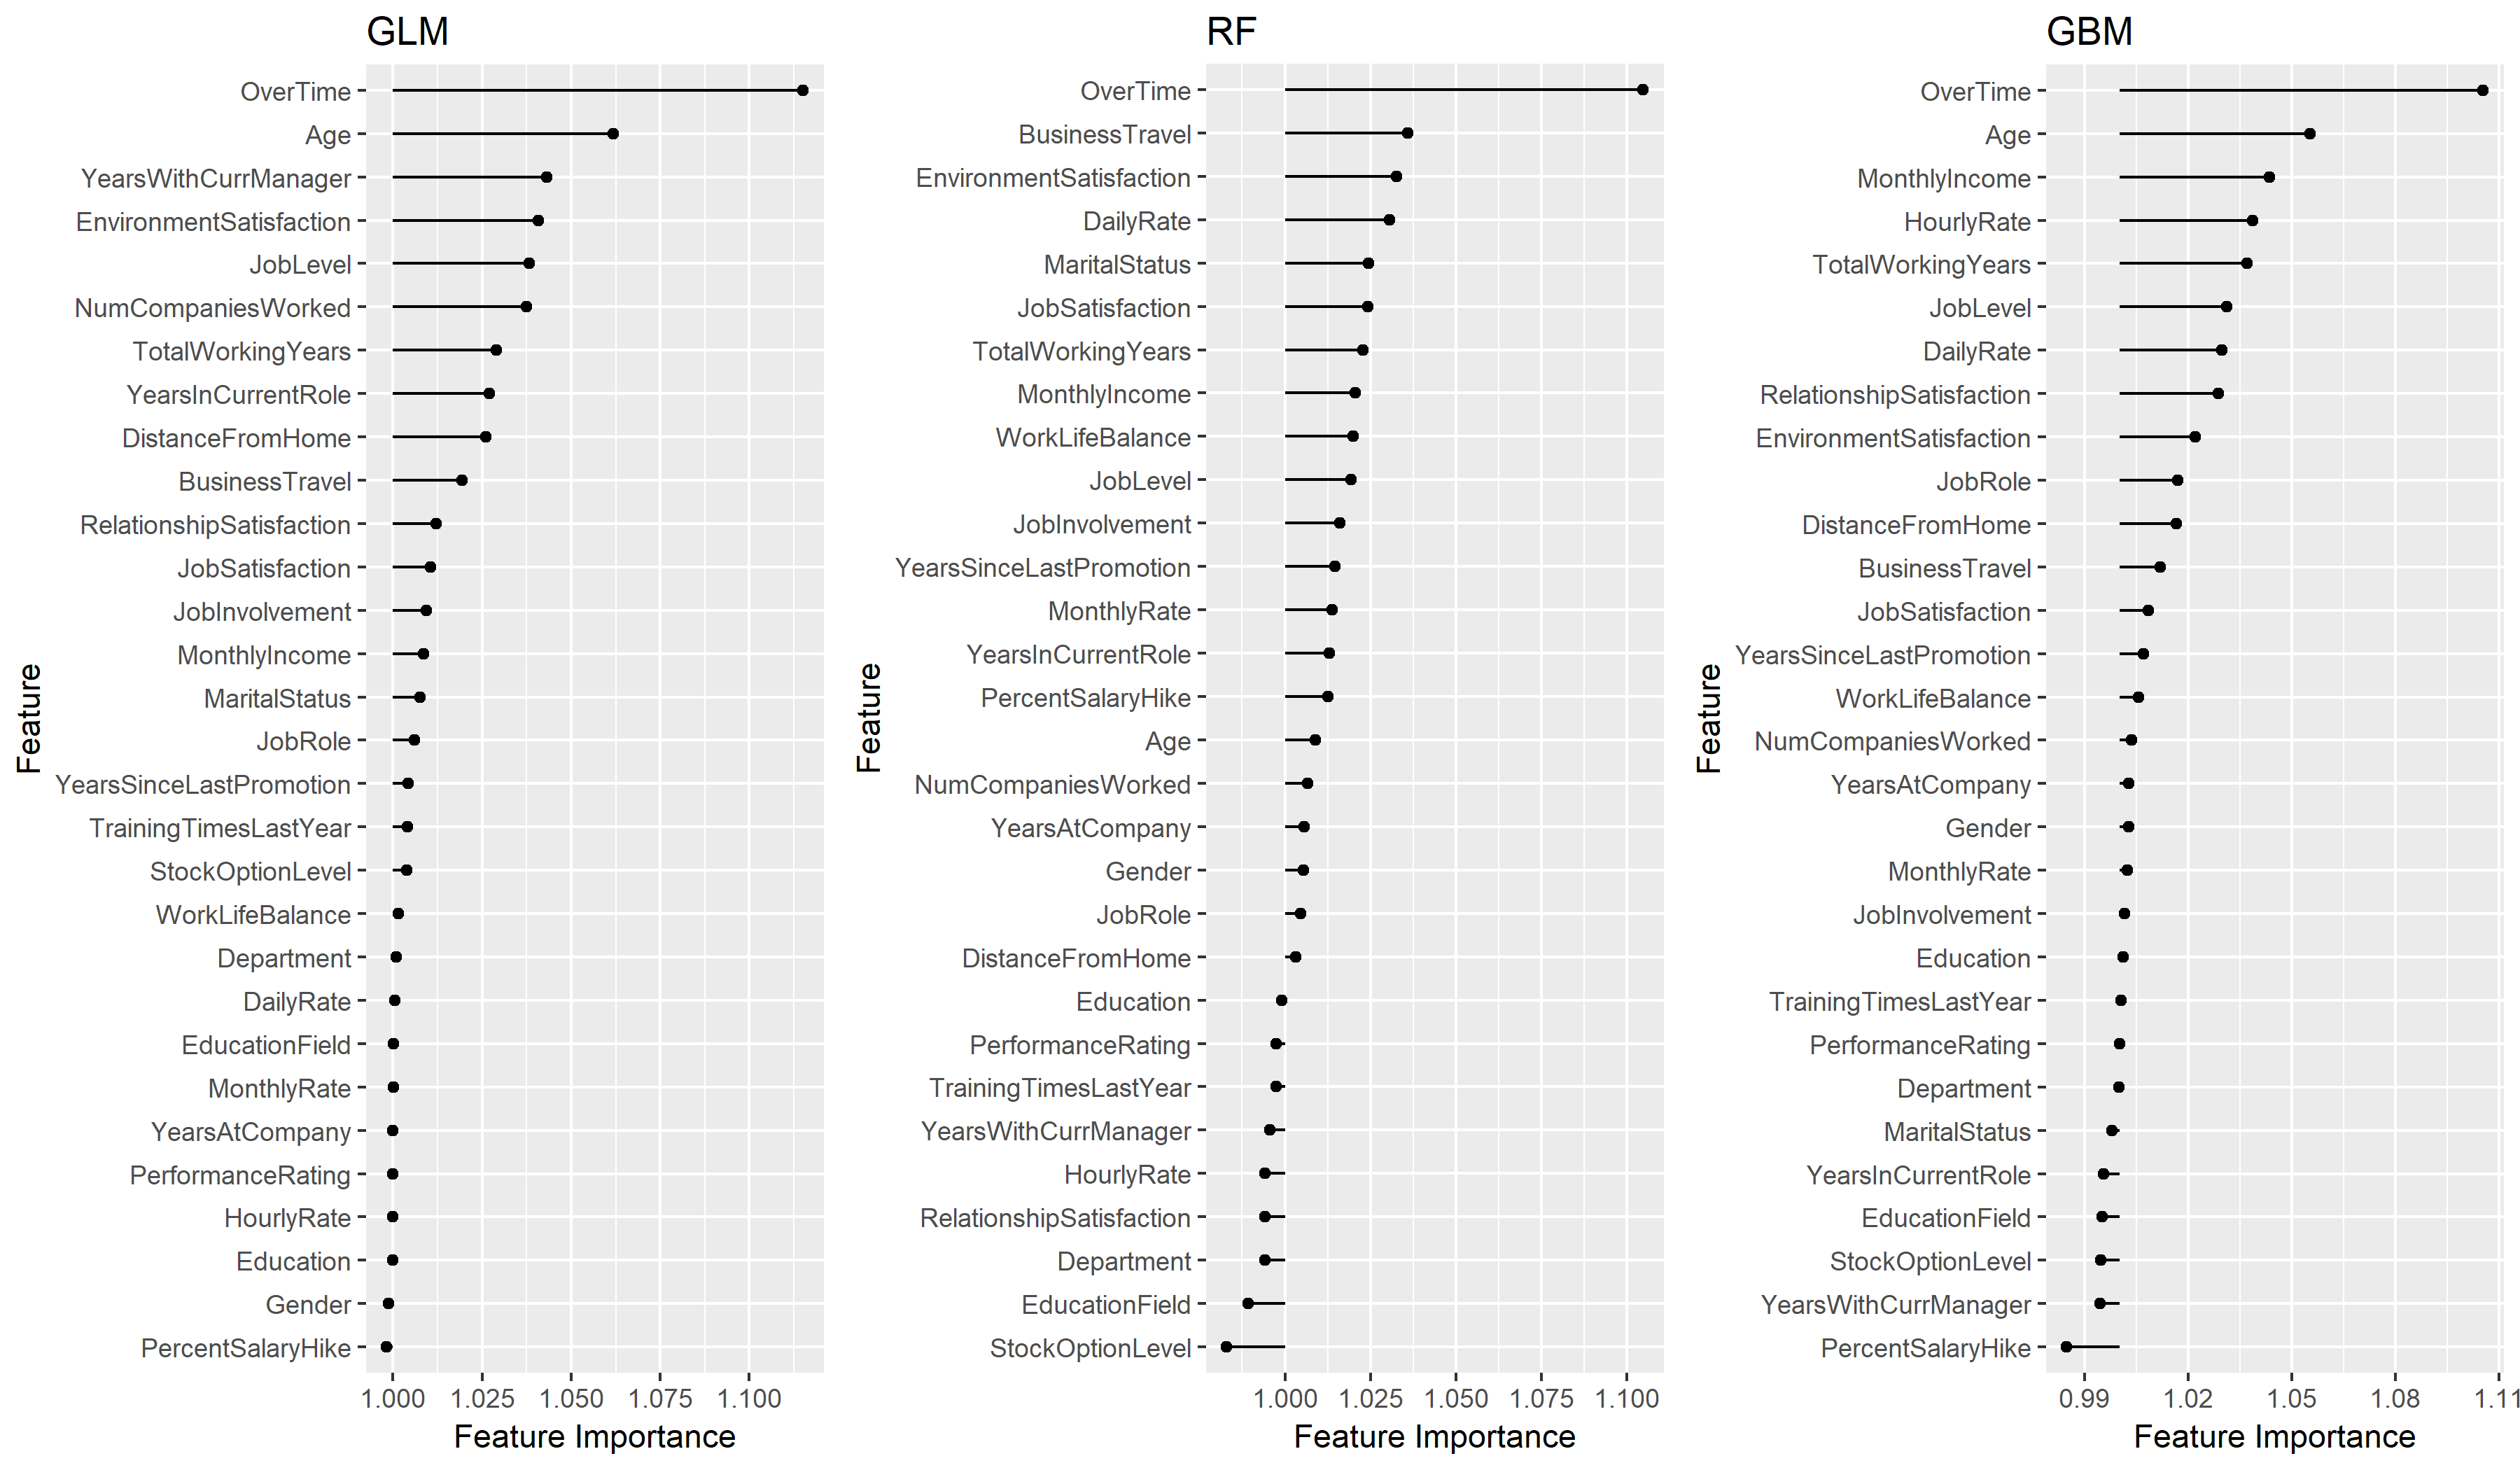 GLM
OverTime
Age
YearsWithCurrManager
EnvironmentSatisfaction
JobLevel
NumCompaniesWorked
TotalWorkingYears
YearsInCurrentRole
DistanceFromHome
BusinessTravel
RelationshipSatisfaction
JobSatisfaction
JobInvolvement
MonthlyIncome
MaritalStatus
JobRole
YearsSinceLastPromotion
TrainingTimesLastYear
StockOptionLevel
WorkLifeBalance
Department
DailyRate
EducationField
MonthlyRate
YearsAtCompany
PerformanceRating
HourlyRate
Education
Gender
PercentSalaryHike
Feature
1.000 1.025 1.050 1.075 1.100
Feature Importance
RF
OverTime
BusinessTravel
EnvironmentSatisfaction
DailyRate
MaritalStatus
JobSatisfaction
TotalWorkingYears
MonthlyIncome
WorkLifeBalance
JobLevel
JobInvolvement
YearsSinceLastPromotion
MonthlyRate
YearsInCurrentRole
PercentSalaryHike
Age
NumCompaniesWorked
YearsAtCompany
Gender
JobRole
DistanceFromHome
Education
PerformanceRating
TrainingTimesLastYear
YearsWithCurrManager
HourlyRate
RelationshipSatisfaction
Department
EducationField
StockOptionLevel
Feature
1.000 1.025 1.050 1.075 1.100
Feature Importance
GBM
OverTime
Age
MonthlyIncome
HourlyRate
TotalWorkingYears
JobLevel
DailyRate
RelationshipSatisfaction
EnvironmentSatisfaction
JobRole
DistanceFromHome
BusinessTravel
JobSatisfaction
YearsSinceLastPromotion
WorkLifeBalance
NumCompaniesWorked
YearsAtCompany
Gender
MonthlyRate
JobInvolvement
Education
TrainingTimesLastYear
PerformanceRating
Department
MaritalStatus
YearsInCurrentRole
EducationField
StockOptionLevel
YearsWithCurrManager
PercentSalaryHike
Feature
0.99 1.02 1.05 1.08 1.11
Feature Importance